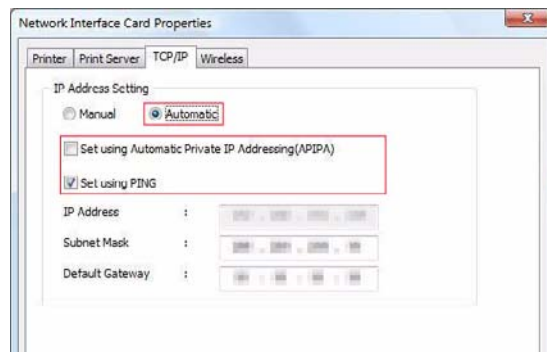 Network Interface Card Properties
Printer Print Server TCP/IP Wireless
IP Address Setting
Manual Automatic
Set using Automatic Private IP Addressing(APIPA)
Set using PING
IP Address :
Subnet Mask :
Default Gateway :